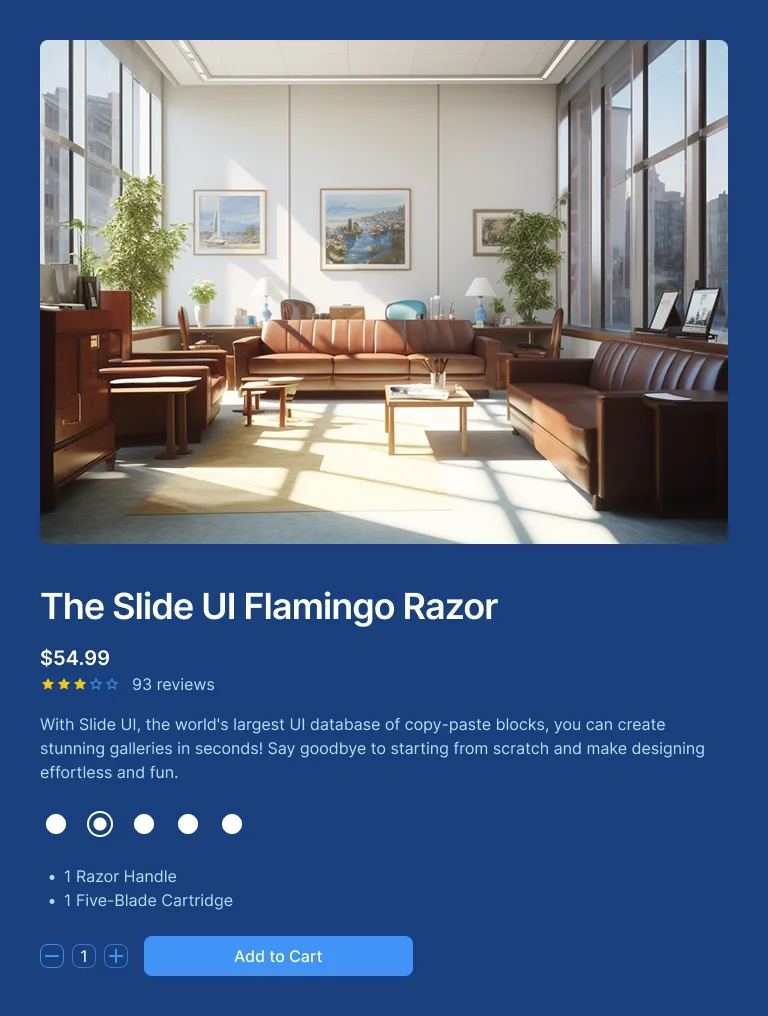 The Slide UI Flamingo Razor
$54.99
93 reviews
With Slide UI, the world's largest UI database of copy-paste blocks, you can create
stunning galleries in seconds! Say goodbye to starting from scratch and make designing
effortless and fun.
• 1 Razor Handle
• 1 Five-Blade Cartridge
1 Add to Cart